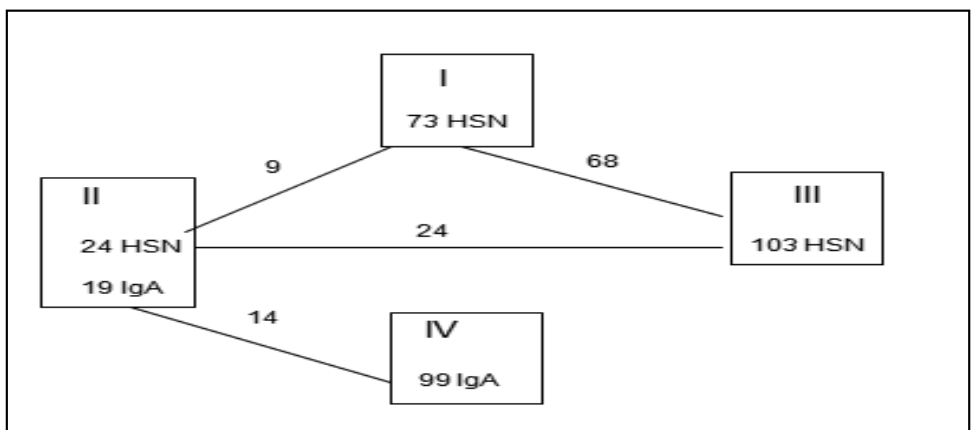 I
73 HSN
9
68
II
24 HSN
19 IgA
24
III
103 HSN
14
IV
99 IgA